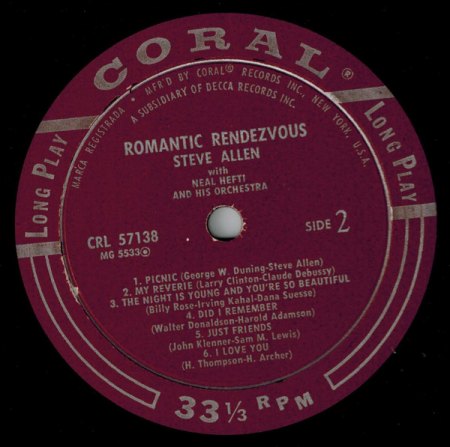 CORAL®
LONG PLAY
LONG PLAY
MARCA REGISTRADA • MFR'D BY CORAL® RECORDS INC., NEW YORK, U.S.A.
A SUBSIDIARY OF DECCA RECORDS INC.
ROMANTIC RENDEZVOUS
STEVE ALLEN
with
NEAL HEFTI
AND HIS ORCHESTRA
CRL 57138
MG 5533
SIDE 2
1. PICNIC (George W. Duning-Steve Allen)
2. MY REVERIE (Larry Clinton-Claude Debussy)
3. THE NIGHT IS YOUNG AND YOU'RE SO BEAUTIFUL
(Billy Rose-Irving Kahal-Dana Suesse)
4. DID I REMEMBER
(Walter Donaldson-Harold Adamson)
5. JUST FRIENDS
(John Klenner-Sam M. Lewis)
6. I LOVE YOU
(H. Thompson-H. Archer)
33 1/3 RPM